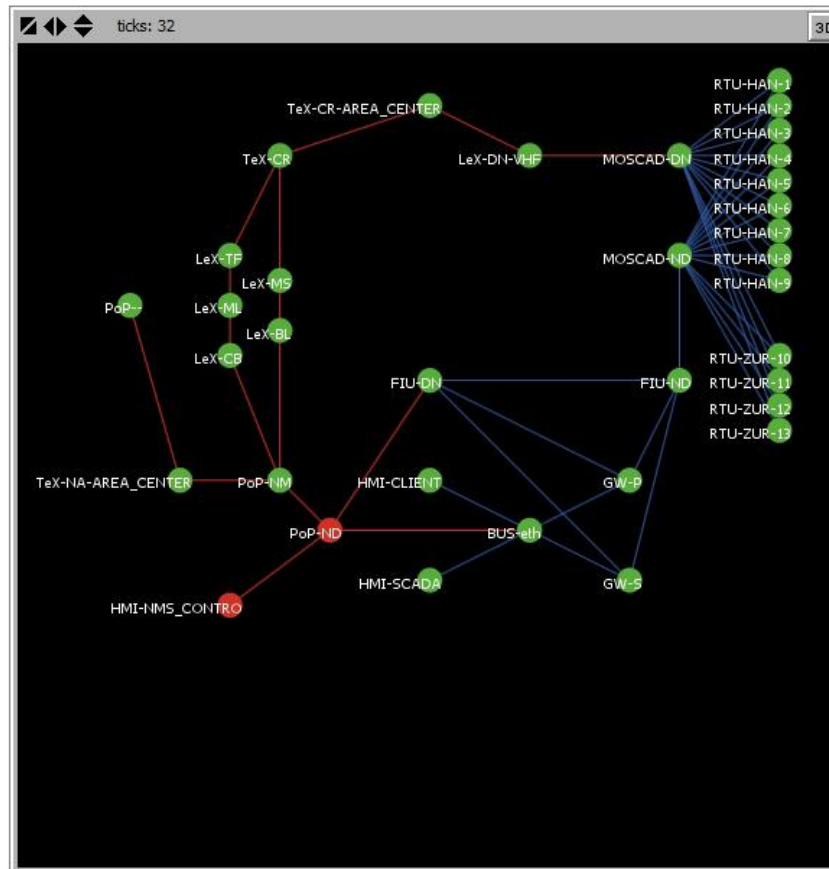 ticks: 32
3D
TeX-CR-AREA_CENTER
TeX-CR
LeX-DN-VHF
MOSCAD-DN
RTU-HAN-1
RTU-HAN-2
RTU-HAN-3
RTU-HAN-4
RTU-HAN-5
RTU-HAN-6
RTU-HAN-7
RTU-HAN-8
RTU-HAN-9
LeX-TF
MOSCAD-ND
LeX-MS
PoP--
LeX-ML
LeX-BL
LeX-CB
RTU-ZUR-10
RTU-ZUR-11
RTU-ZUR-12
RTU-ZUR-13
FIU-DN
FIU-ND
TeX-NA-AREA_CENTER
PoP-NM
HMI-CLIENT
GW-P
PoP-ND
BUS-eth
HMI-SCADA
GW-S
HMI-NMS_CONTRO